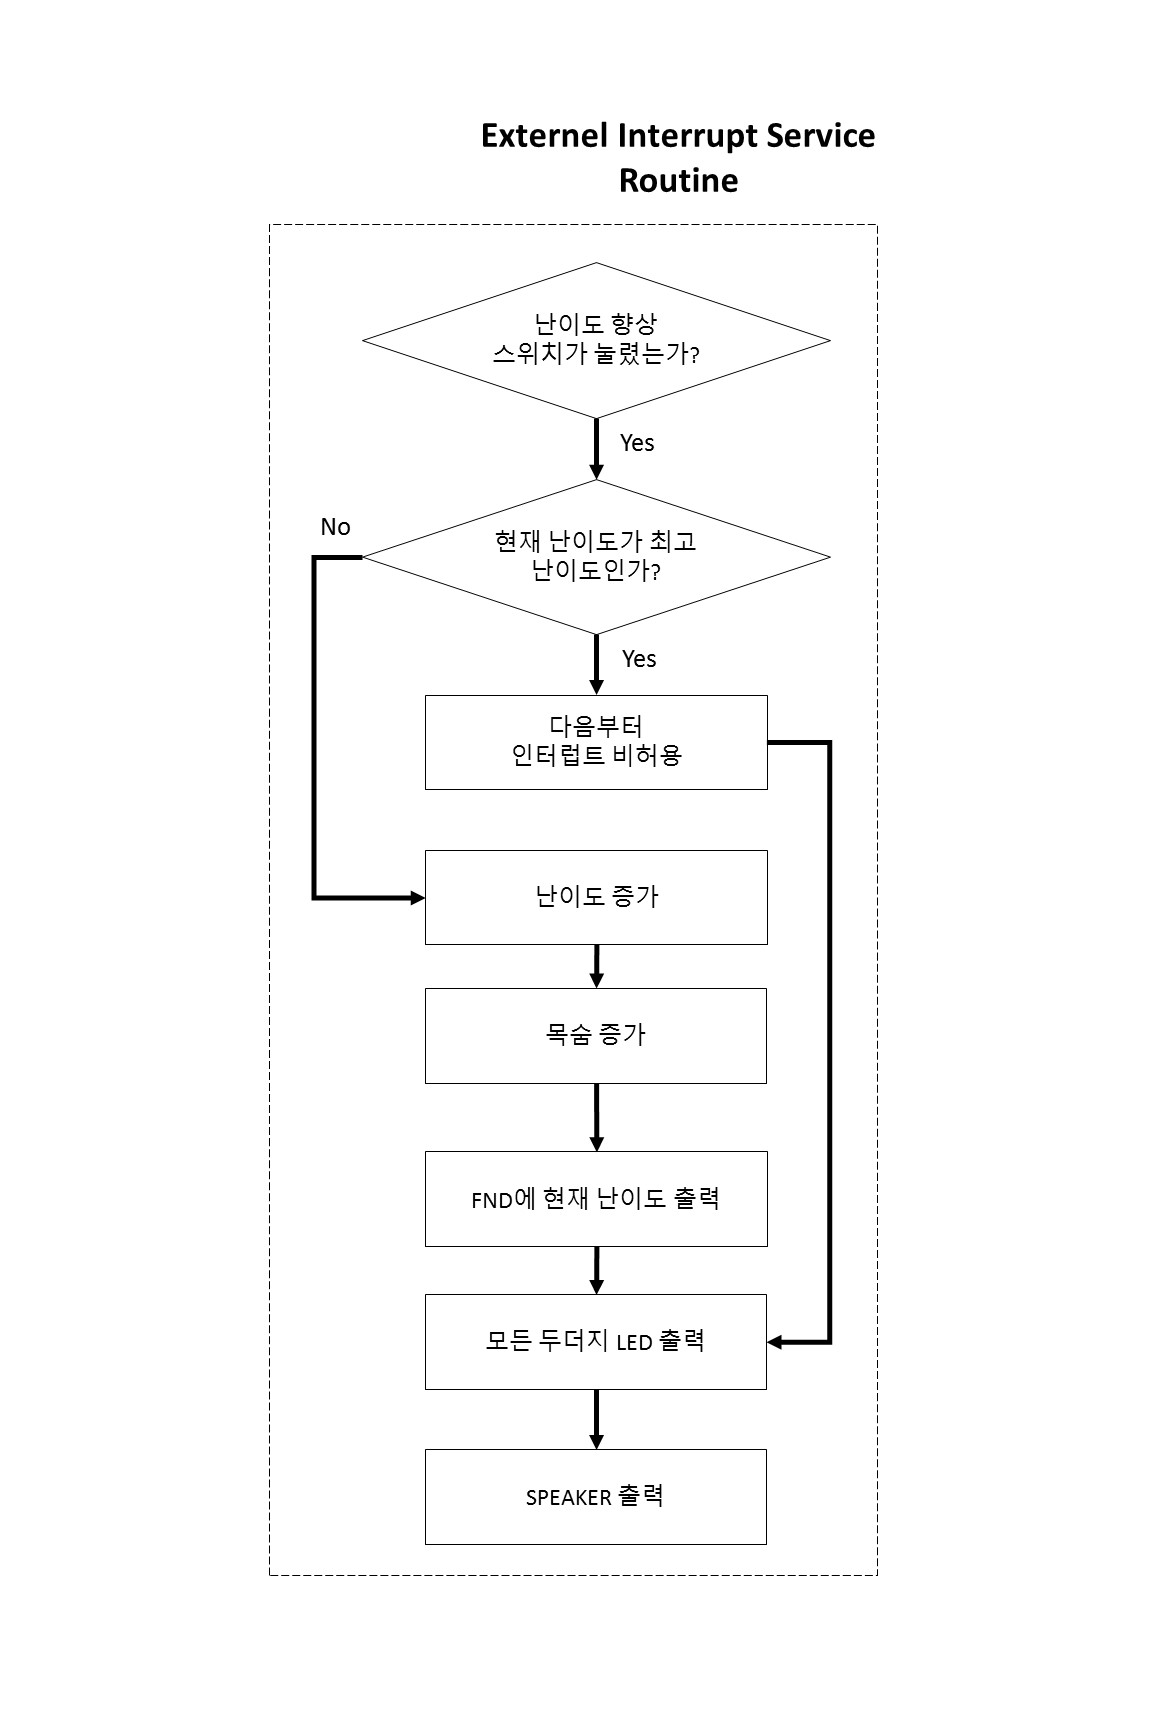 Externel Interrupt Service
Routine
난이도 향상
스위치가 눌렸는가?
Yes
No
현재 난이도가 최고
난이도인가?
Yes
다음부터
인터럽트 비허용
난이도 증가
목숨 증가
FND에 현재 난이도 출력
모든 두더지 LED 출력
SPEAKER 출력